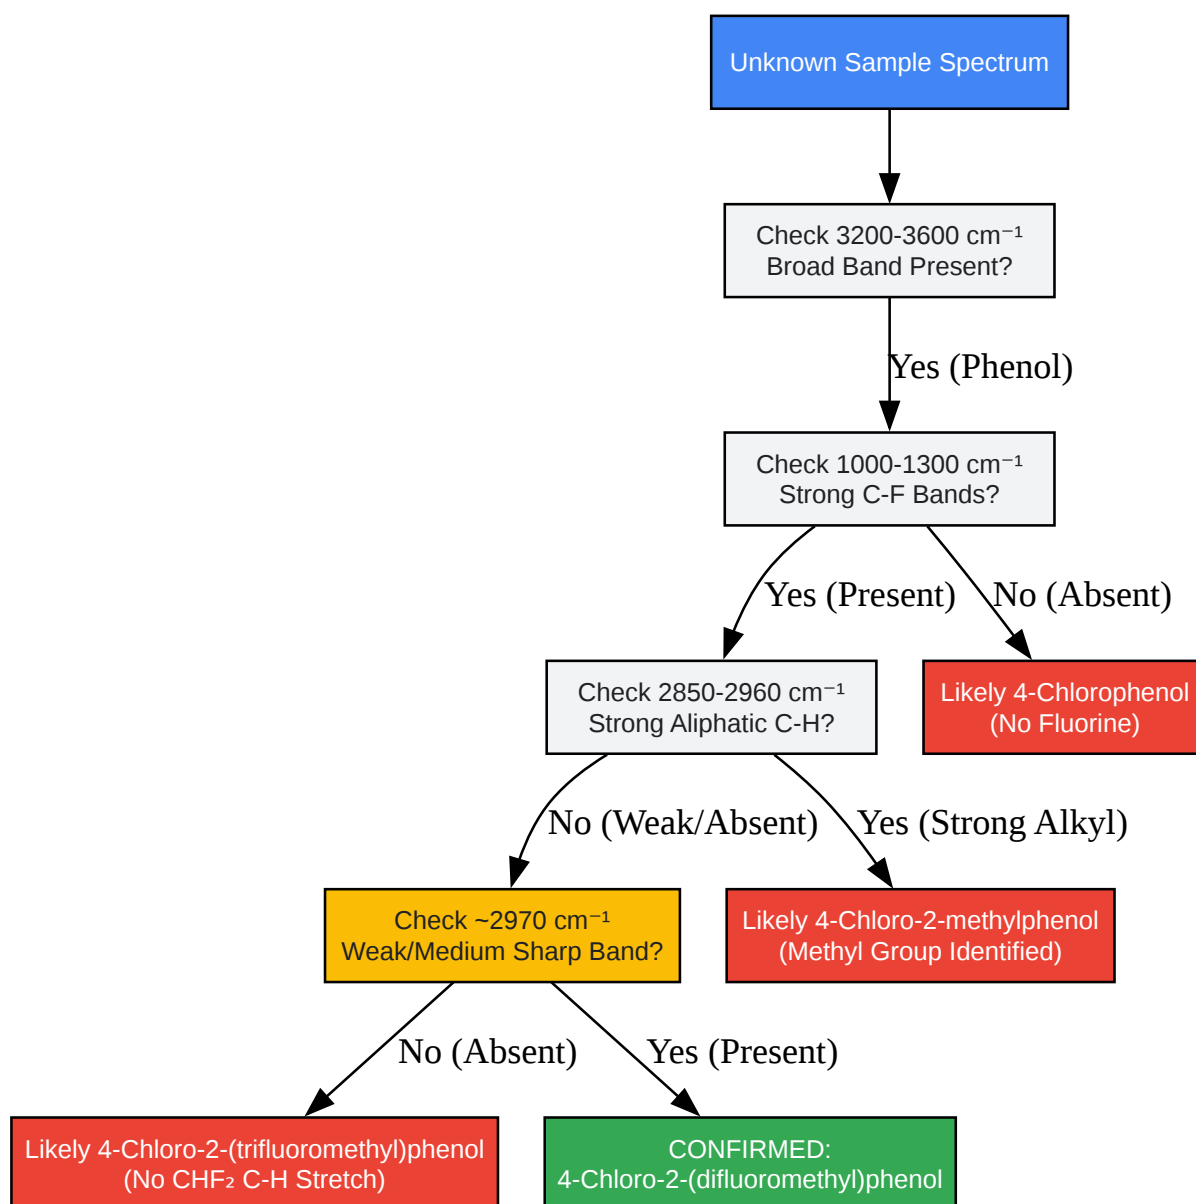 Unknown Sample Spectrum
Check 3200-3600 cm⁻¹
Broad Band Present?
Yes (Phenol)
Check 1000-1300 cm⁻¹
Strong C-F Bands?
Yes (Present)
No (Absent)
Check 2850-2960 cm⁻¹
Strong Aliphatic C-H?
Likely 4-Chlorophenol
(No Fluorine)
No (Weak/Absent)
Yes (Strong Alkyl)
Check ~2970 cm⁻¹
Weak/Medium Sharp Band?
Likely 4-Chloro-2-methylphenol
(Methyl Group Identified)
No (Absent)
Yes (Present)
Likely 4-Chloro-2-(trifluoromethyl)phenol
(No CHF₂ C-H Stretch)
CONFIRMED:
4-Chloro-2-(difluoromethyl)phenol